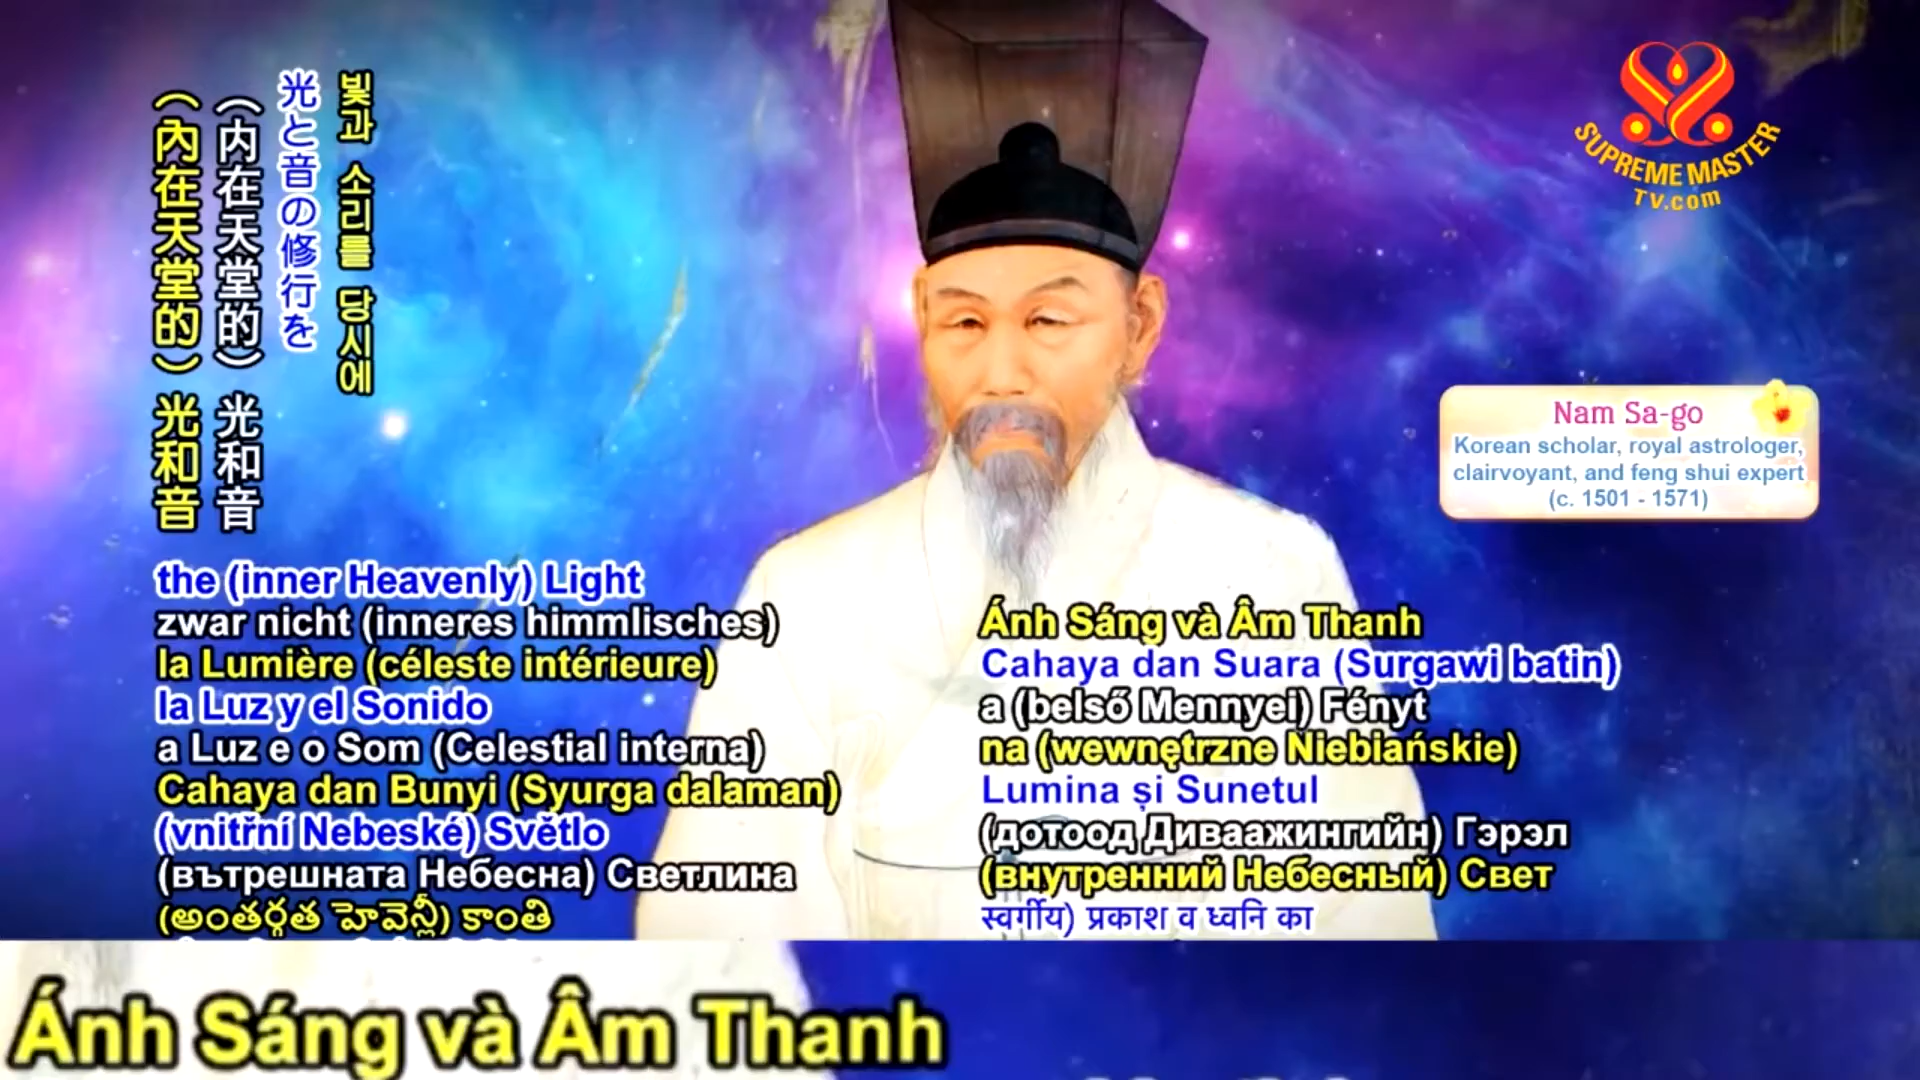 빛과 소리를 당시에
光と音の修行を
（内在天堂的）光和音
（內在天堂的）光和音
SUPREME MASTER
TV.com
Nam Sa-go
Korean scholar, royal astrologer,
clairvoyant, and feng shui expert
(c. 1501 - 1571)
the (inner Heavenly) Light
zwar nicht (inneres himmlisches)
la Lumière (céleste intérieure)
la Luz y el Sonido
a Luz e o Som (Celestial interna)
Cahaya dan Bunyi (Syurga dalaman)
(vnitřní Nebeské) Světlo
(вътрешната Небесна) Светлина
(అంతర్గత హెవెన్లీ) కాంతి
Ánh Sáng và Âm Thanh
Cahaya dan Suara (Surgawi batin)
a (belső Mennyei) Fényt
na (wewnętrzne Niebiańskie)
Lumina și Sunetul
(дотоод Диваажингийн) Гэрэл
(внутренний Небесный) Свет
स्वर्गीय) प्रकाश व ध्वनि का
Ánh Sáng và Âm Thanh